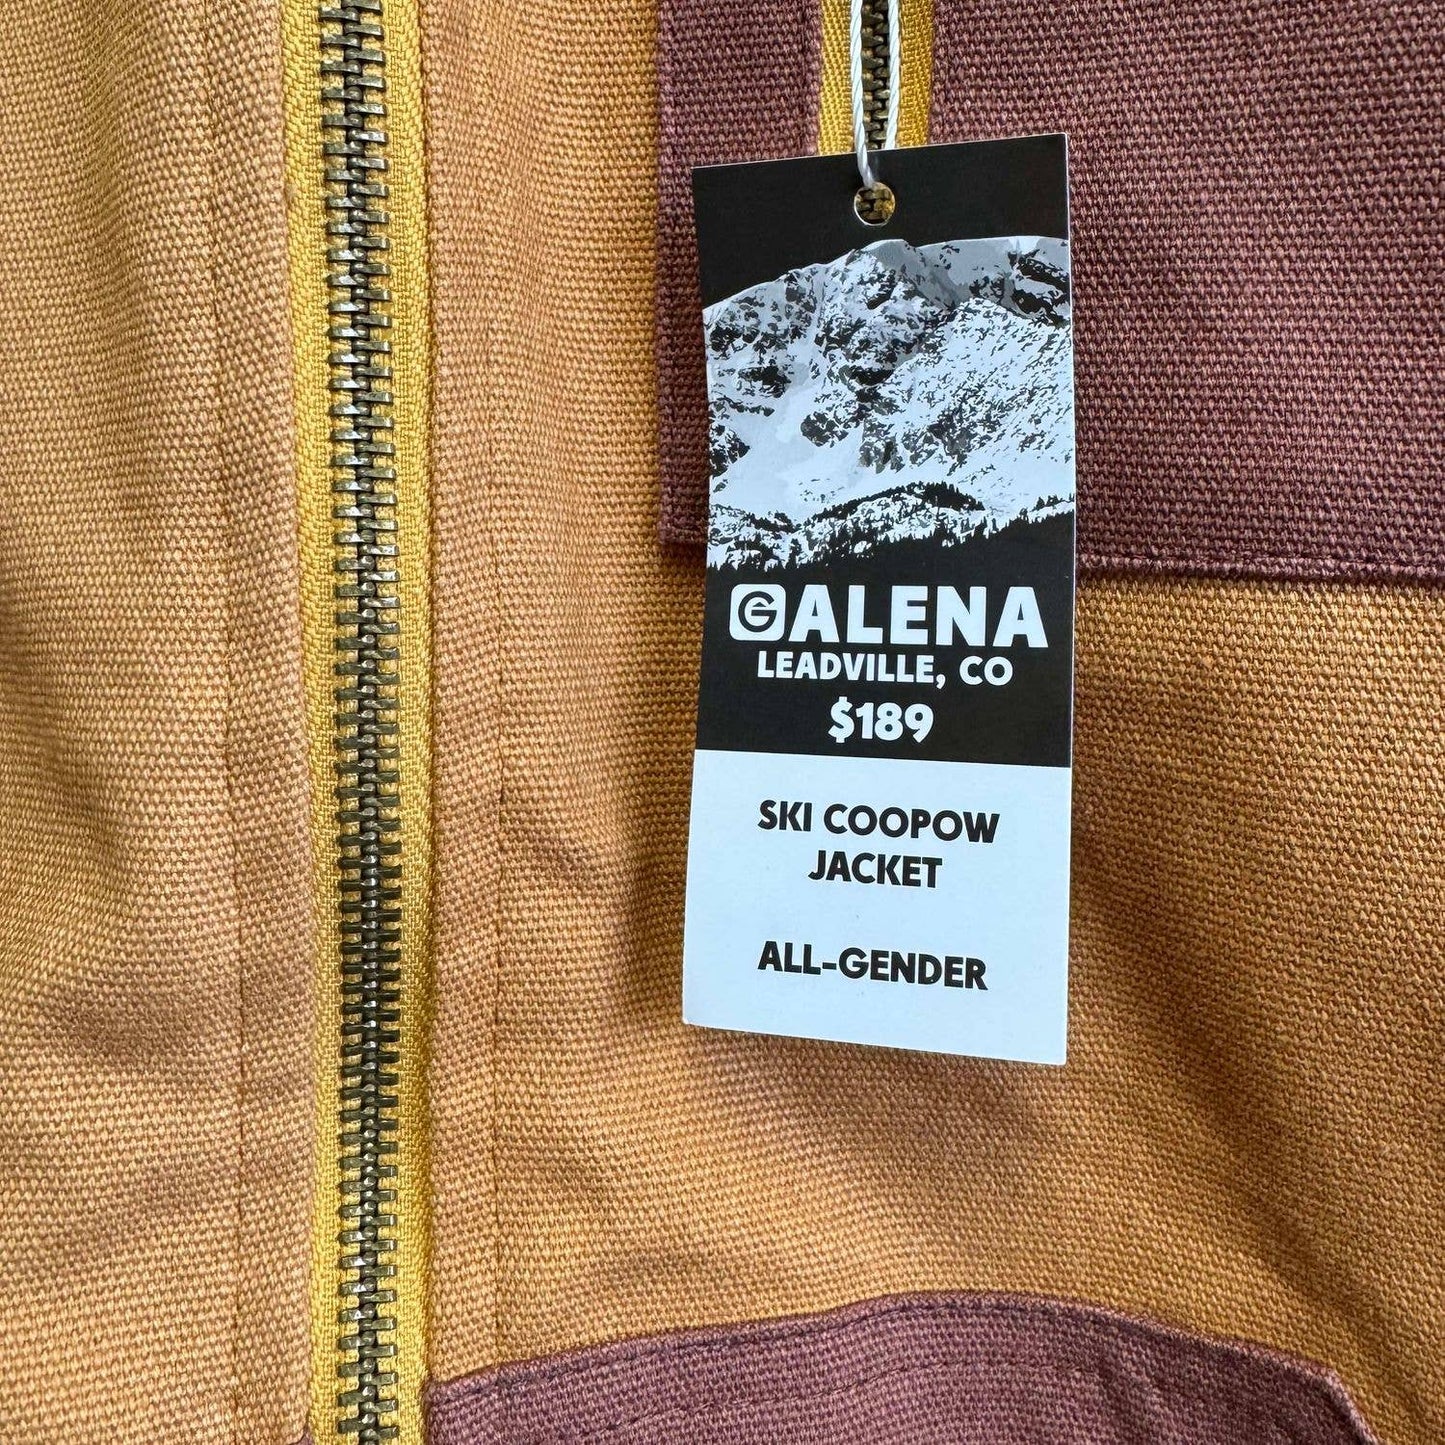 GALENA
LEADVILLE, CO
$189
SKI COOPOW
JACKET
ALL-GENDER